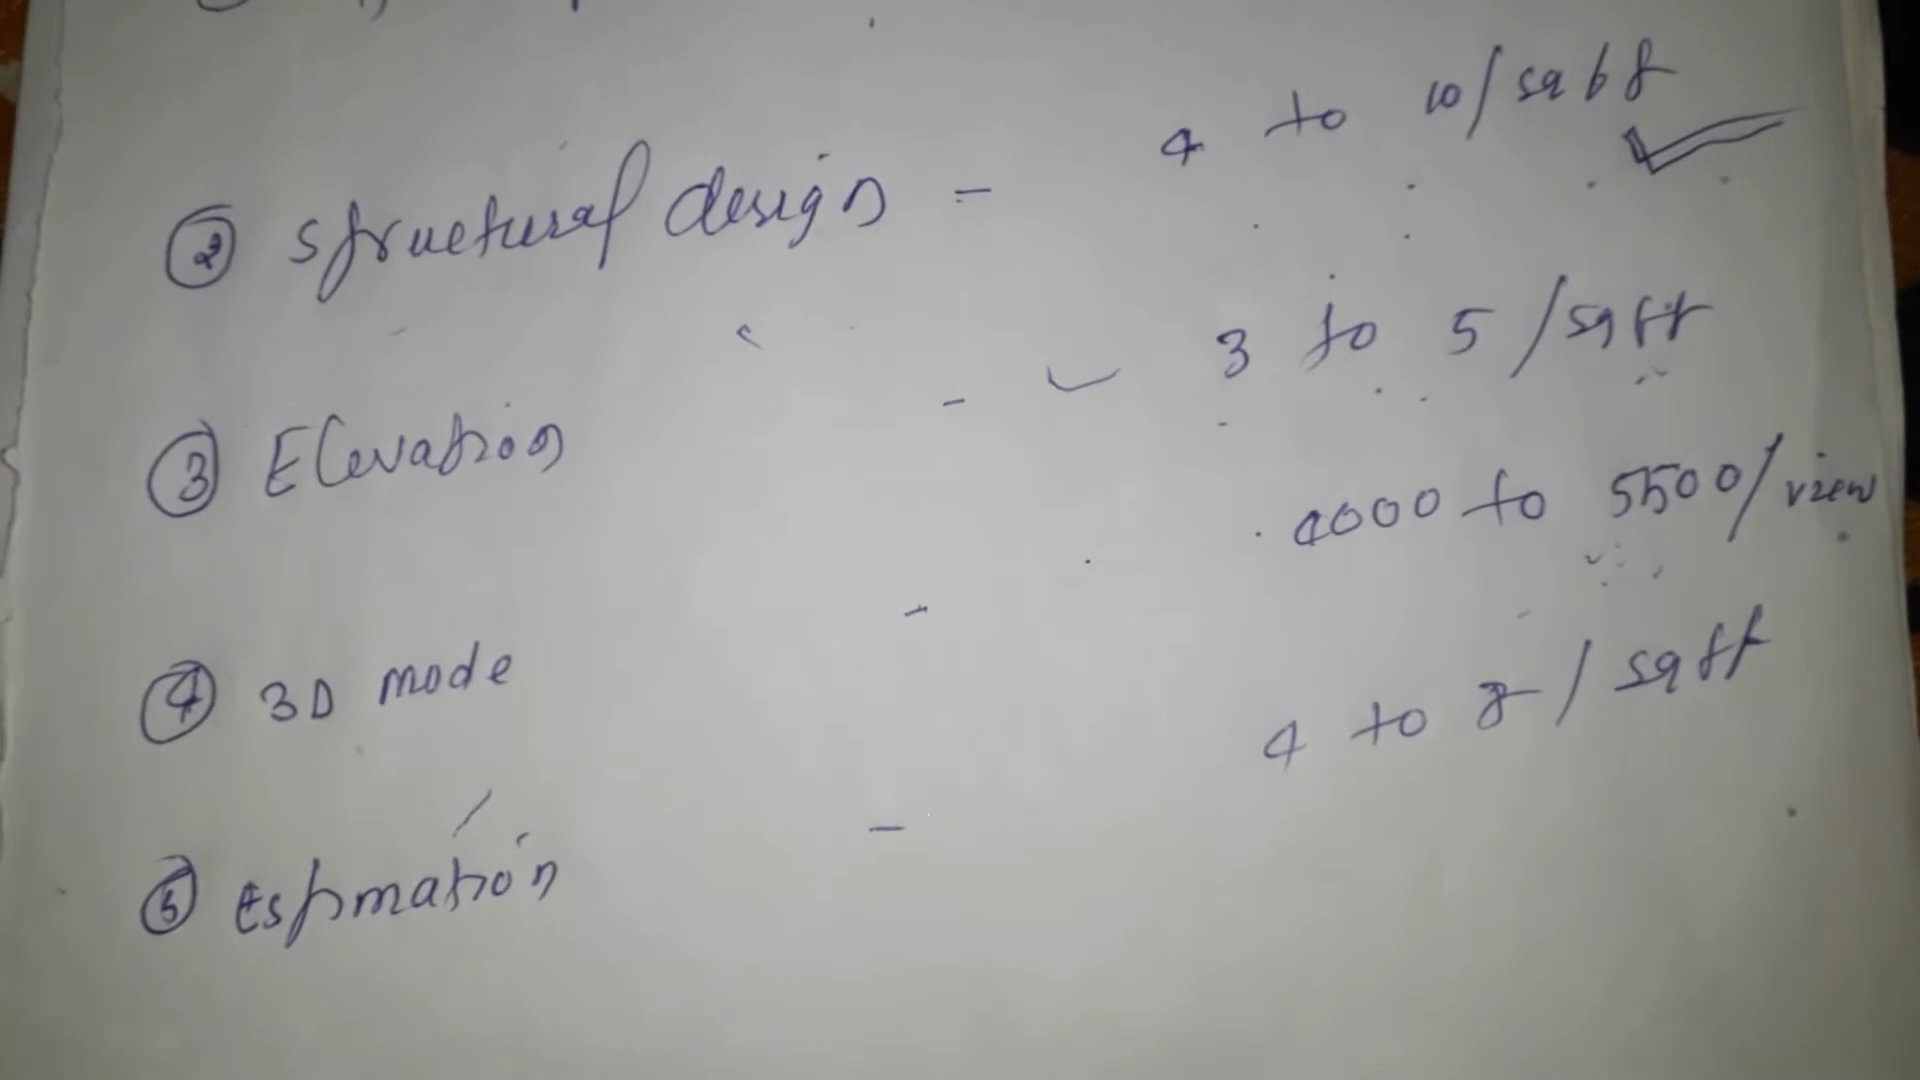 ② Structural design - 4 to 10/sqft
③ Elevation - 3 to 5/sqft
④ 3D mode - 4000 to 5500/view
⑤ Estimation - 4 to 8/sqft